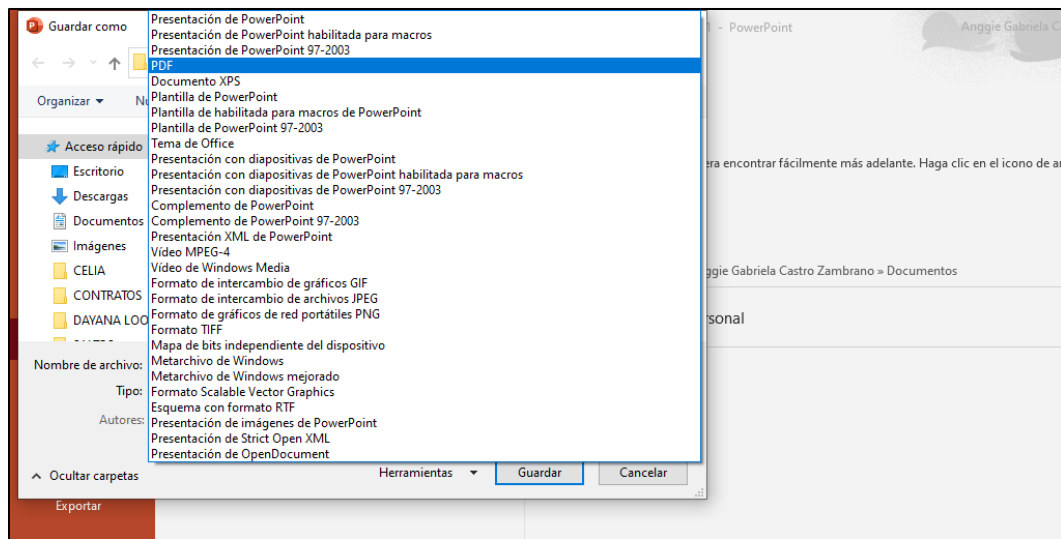 Guardar como
Presentación de PowerPoint
Presentación de PowerPoint habilitada para macros
Presentación de PowerPoint 97-2003
PDF
Documento XPS
Plantilla de PowerPoint
Plantilla de habilitada para macros de PowerPoint
Plantilla de PowerPoint 97-2003
Tema de Office
Presentación con diapositivas de PowerPoint
Presentación con diapositivas de PowerPoint habilitada para macros
Presentación con diapositivas de PowerPoint 97-2003
Complemento de PowerPoint
Complemento de PowerPoint 97-2003
Presentación XML de PowerPoint
Vídeo MPEG-4
Vídeo de Windows Media
Formato de intercambio de gráficos GIF
Formato de intercambio de archivos JPEG
Formato de gráficos de red portátiles PNG
Formato TIFF
Mapa de bits independiente del dispositivo
Metarchivo de Windows
Metarchivo de Windows mejorado
Formato Scalable Vector Graphics
Esquema con formato RTF
Presentación de imágenes de PowerPoint
Presentación de Strict Open XML
Presentación de OpenDocument
Organizar
Acceso rápido
Escritorio
Descargas
Documentos
Imágenes
CELIA
CONTRATOS
DAYANA LOO
Nombre de archivo:
Tipo:
Autores:
Ocultar carpetas
Herramientas
Guardar
Cancelar
Exportar
- PowerPoint
Anggie Gabriela
era encontrar fácilmente más adelante. Haga clic en el icono de
ggie Gabriela Castro Zambrano » Documentos
rsonal